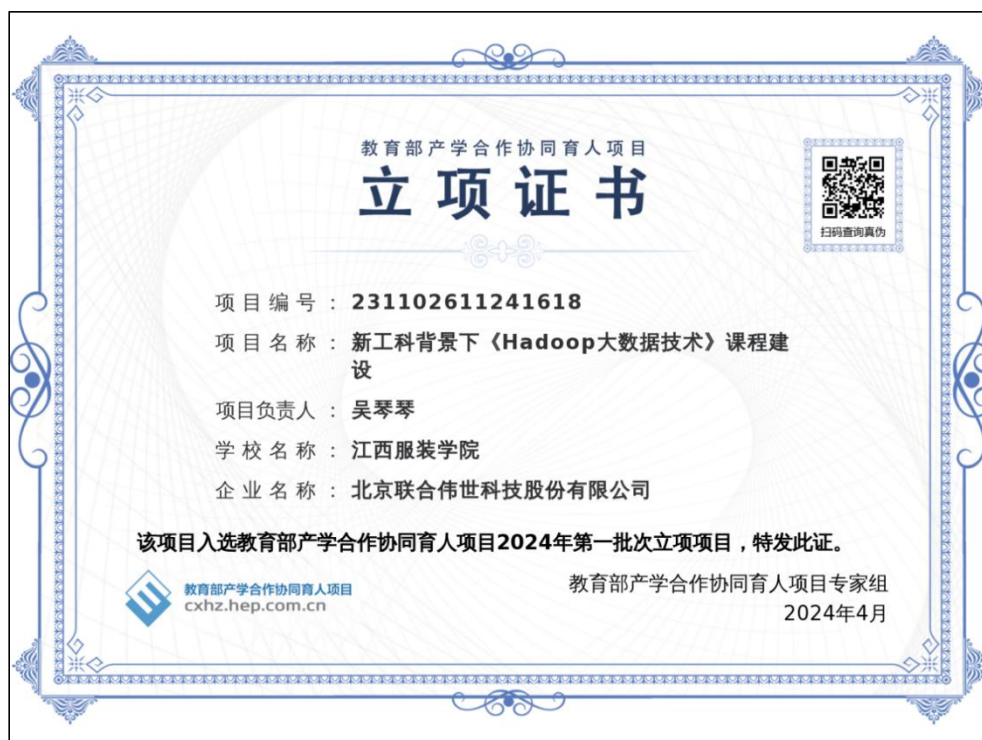 教育部产学合作协同育人项目
立项证书
扫码查询真伪
项目编号：231102611241618
项目名称：新工科背景下《Hadoop大数据技术》课程建
设
项目负责人：吴琴琴
学校名称：江西服装学院
企业名称：北京联合伟世科技股份有限公司
该项目入选教育部产学合作协同育人项目2024年第一批次立项项目，特发此证。
教育部产学合作协同育人项目
cxhz.hep.com.cn
教育部产学合作协同育人项目专家组
2024年4月